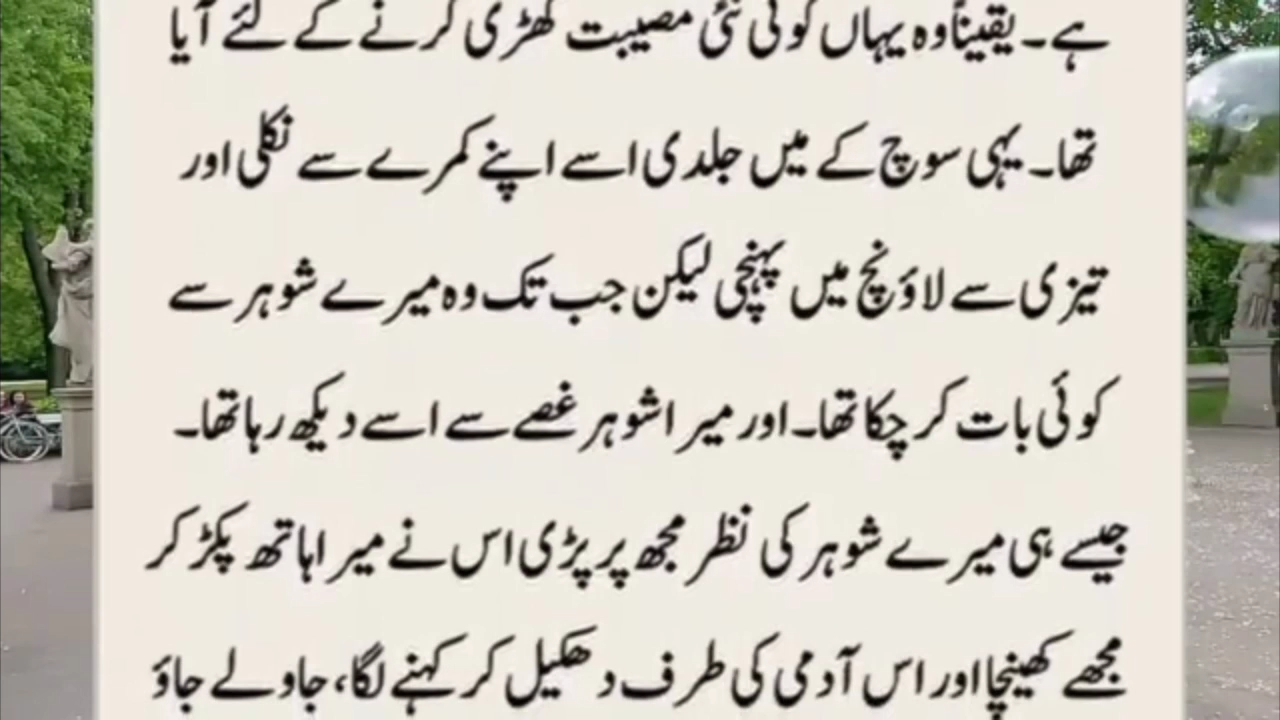 ہے۔ یقیناً وہ یہاں کوئی نئی مصیبت کھڑی کرنے کے لئے آیا
تھا۔ یہی سوچ کے میں جلدی اسے اپنے کمرے سے نکلی اور
تیزی سے لاؤنچ میں پہنچی لیکن جب تک وہ میرے شوہر سے
کوئی بات کر چکا تھا۔ اور میرا شوہر غصے سے اسے دیکھ رہا تھا۔
جیسے ہی میرے شوہر کی نظر مجھ پر پڑی اس نے میرا ہاتھ پکڑ کر
مجھے کھینچا اور اس آدمی کی طرف دھکیل کر کہنے لگا، جاو لے جاؤ